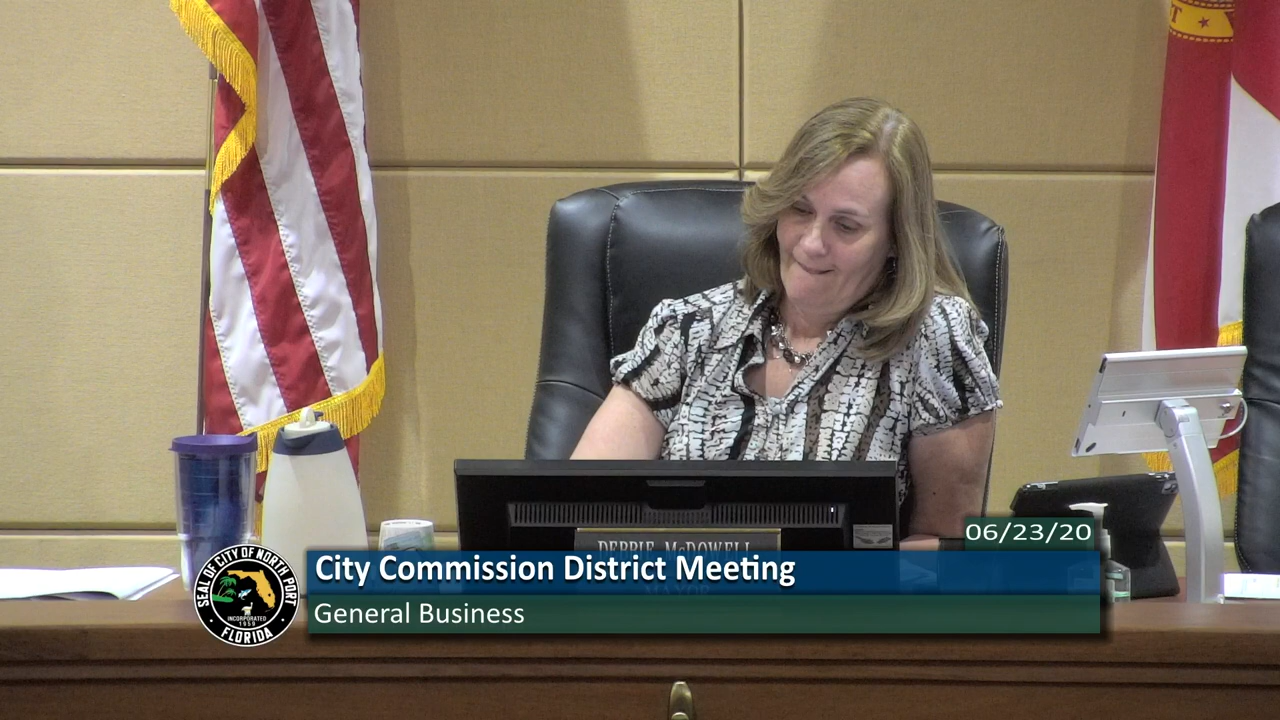 DEBBIE McDOWELL
MAYOR
06/23/20
City Commission District Meeting
General Business
SEAL OF CITY OF NORTH PORT
INCORPORATED
1959
FLORIDA